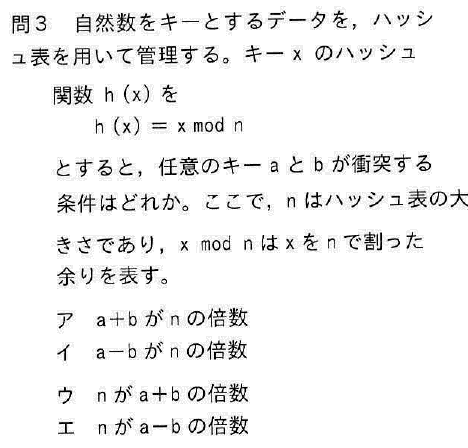 問３　自然数をキーとするデータを，ハッシ
ュ表を用いて管理する。キー x のハッシュ
関数 h (x) を
h (x) = x mod n
とすると，任意のキー a と b が衝突する
条件はどれか。ここで，n はハッシュ表の大
きさであり，x mod n は x を n で割った
余りを表す。
ア　a＋b が n の倍数
イ　a－b が n の倍数
ウ　n が a＋b の倍数
エ　n が a－b の倍数